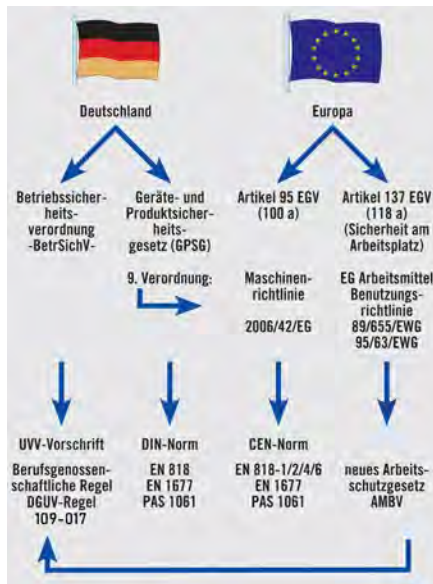 Deutschland
Europa
Betriebssicher-
heits-
verordnung
-BetrSichV-
Geräte- und
Produktsicher-
heits-
gesetz (GPSG)
Artikel 95 EGV
(100 a)
Artikel 137 EGV
(118 a)
(Sicherheit am
Arbeitsplatz)
9. Verordnung:
Maschinen-
richtlinie
2006/42/EG
EG Arbeitsmittel
Benutzungs-
richtlinie
89/655/EWG
95/63/EWG
UVV-Vorschrift
Berufsgenossen-
schaftliche Regel
DGUV-Regel
109-017
DIN-Norm
EN 818
EN 1677
PAS 1061
CEN-Norm
EN 818-1/2/4/6
EN 1677
PAS 1061
neues Arbeits-
schutzgesetz
AMBV